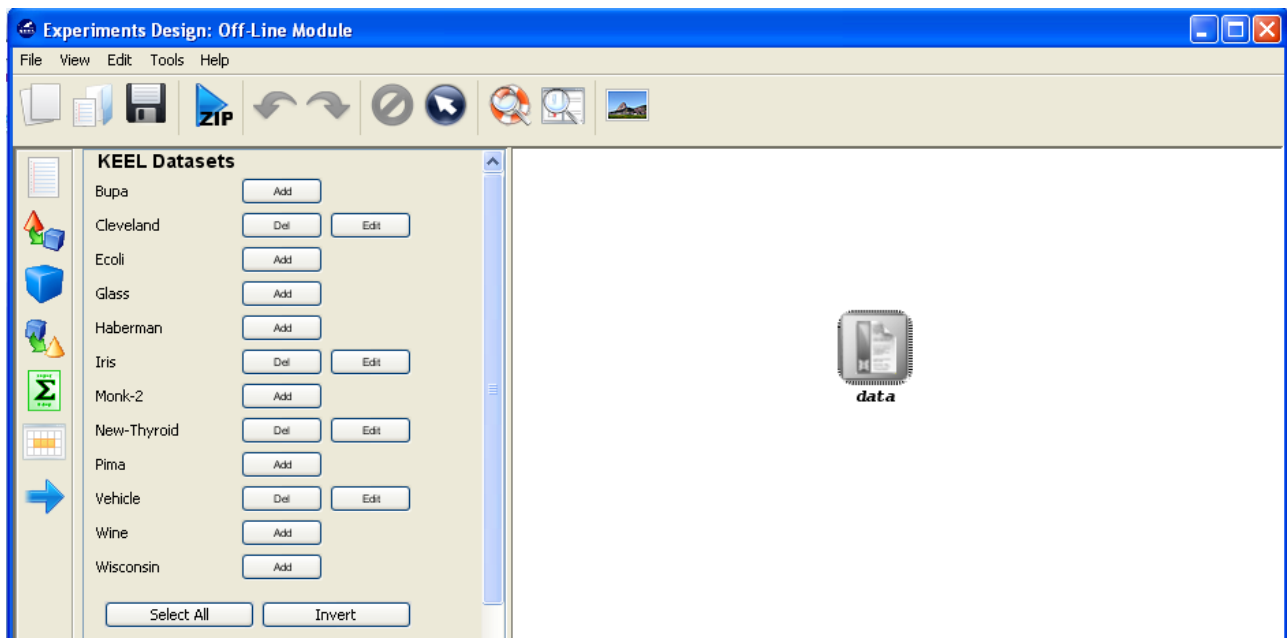 Experiments Design: Off-Line Module
File View Edit Tools Help
ZIP
KEEL Datasets
Bupa Add
Cleveland Del Edit
Ecoli Add
Glass Add
Haberman Add
Iris Del Edit
Monk-2 Add
New-Thyroid Del Edit
Pima Add
Vehicle Del Edit
Wine Add
Wisconsin Add
Select All Invert
Σ
data